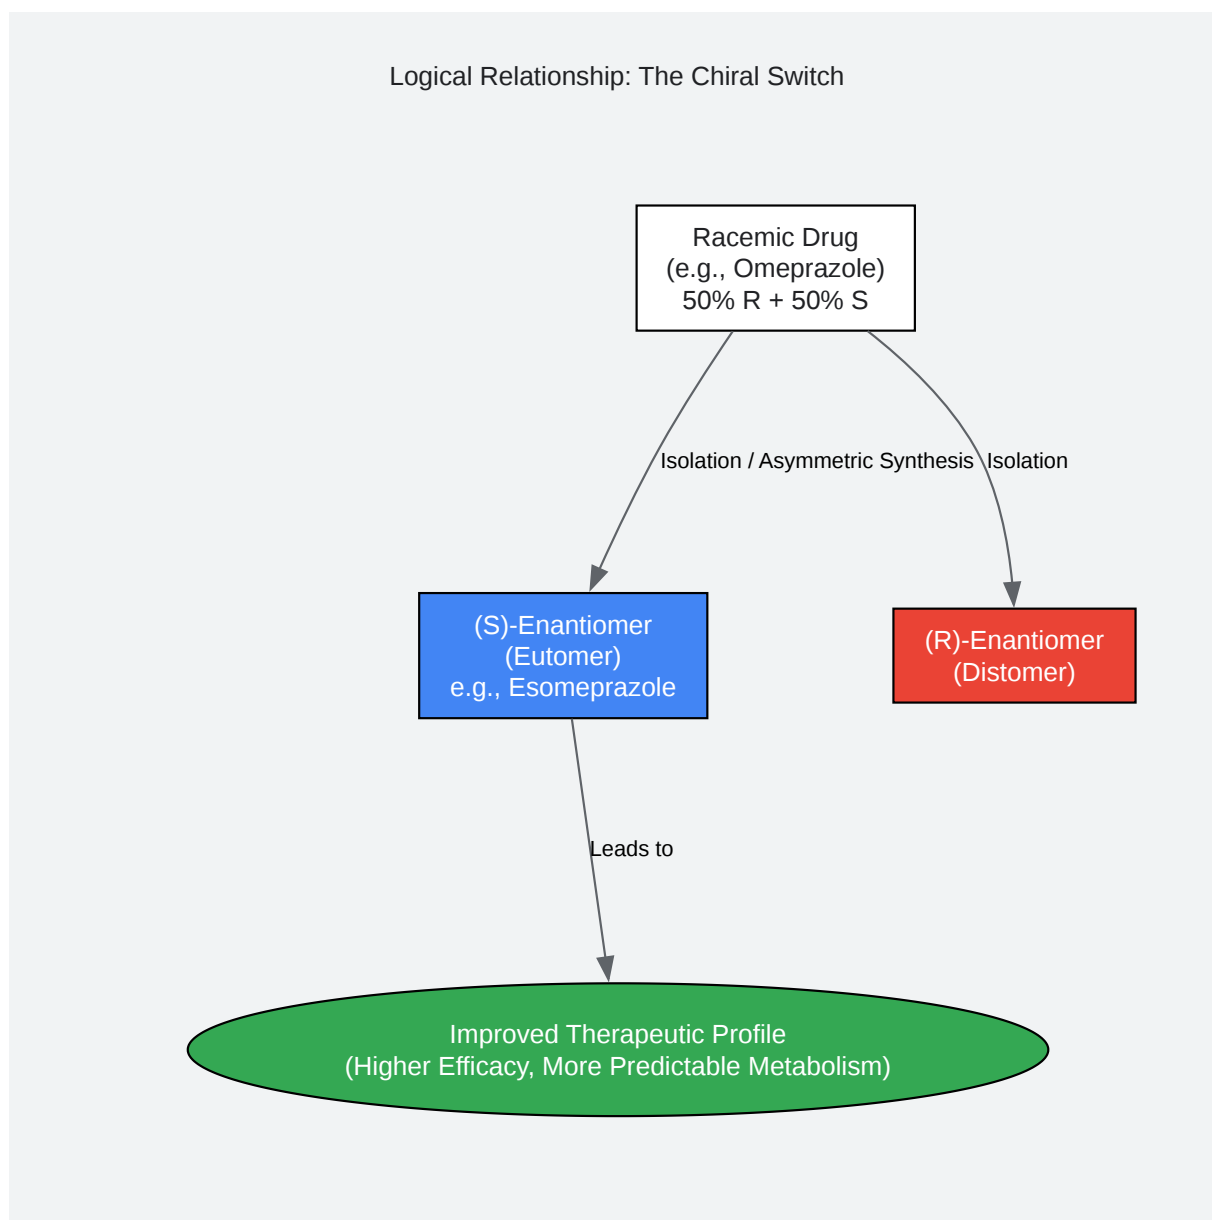 Logical Relationship: The Chiral Switch
Racemic Drug
(e.g., Omeprazole)
50% R + 50% S
Isolation / Asymmetric Synthesis
Isolation
(S)-Enantiomer
(Eutomer)
e.g., Esomeprazole
(R)-Enantiomer
(Distomer)
Leads to
Improved Therapeutic Profile
(Higher Efficacy, More Predictable Metabolism)